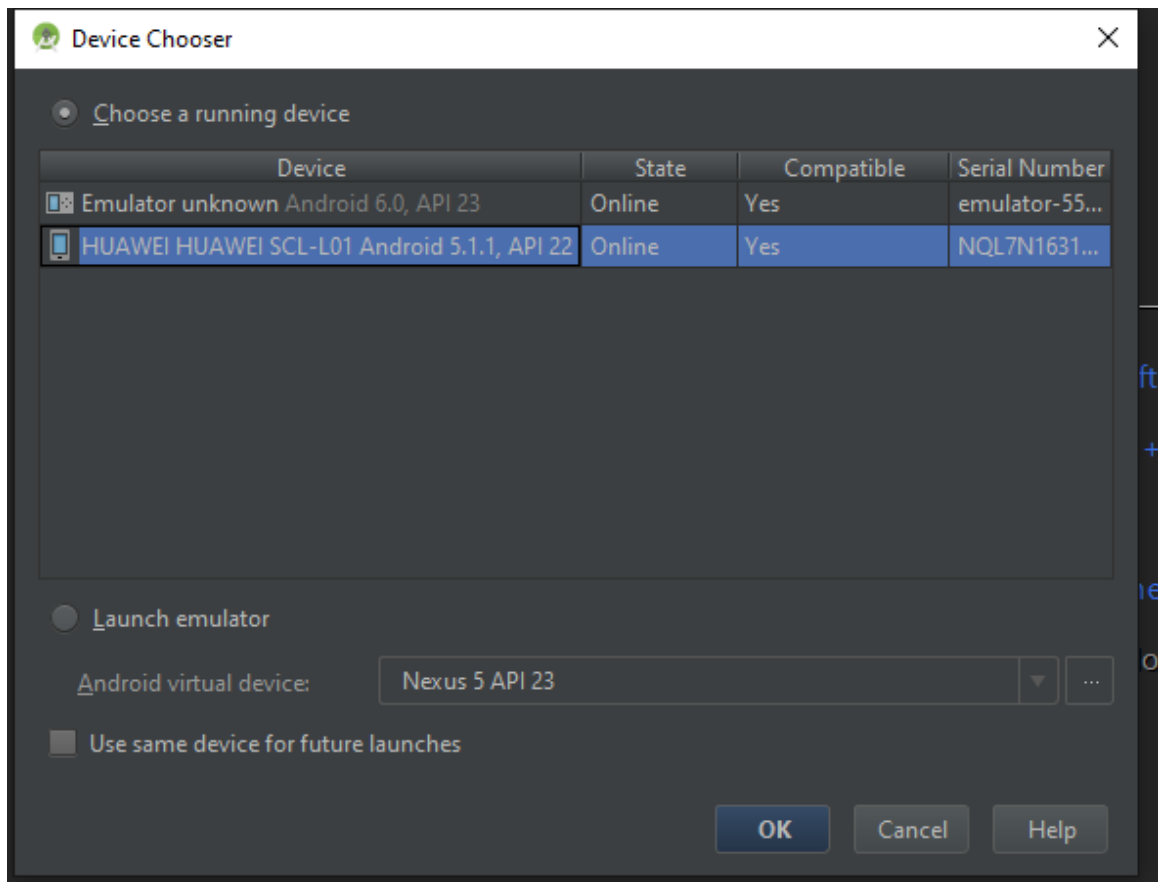 Device Chooser
Choose a running device
Device State Compatible Serial Number
Emulator unknown Android 6.0, API 23 Online Yes emulator-55...
HUAWEI HUAWEI SCL-L01 Android 5.1.1, API 22 Online Yes NQL7N1631...
ft
+
Launch emulator
Android virtual device: Nexus 5 API 23 ...
Use same device for future launches
OK Cancel Help